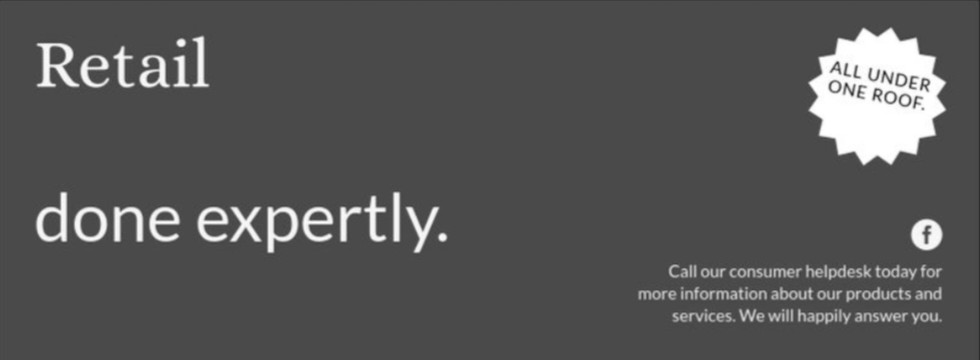 Retail
done expertly.
ALL UNDER
ONE ROOF.
Call our consumer helpdesk today for
more information about our products and
services. We will happily answer you.